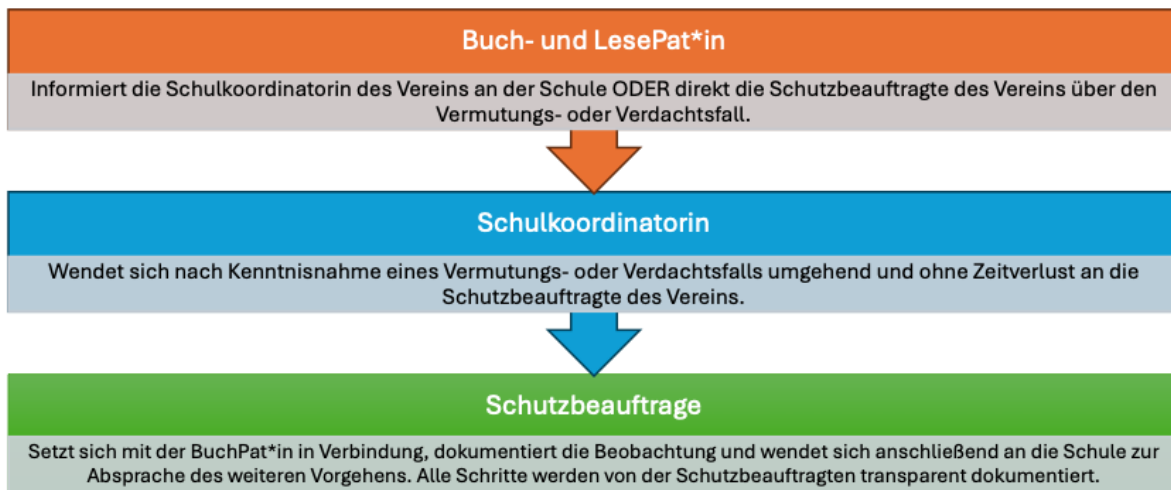 Buch- und LesePat*in
Informiert die Schulkoordinatorin des Vereins an der Schule ODER direkt die Schutzbeauftragte des Vereins über den
Vermutungs- oder Verdachtsfall.
Schulkoordinatorin
Wendet sich nach Kenntnisnahme eines Vermutungs- oder Verdachtsfalls umgehend und ohne Zeitverlust an die
Schutzbeauftragte des Vereins.
Schutzbeauftrage
Setzt sich mit der BuchPat*in in Verbindung, dokumentiert die Beobachtung und wendet sich anschließend an die Schule zur
Absprache des weiteren Vorgehens. Alle Schritte werden von der Schutzbeauftragten transparent dokumentiert.